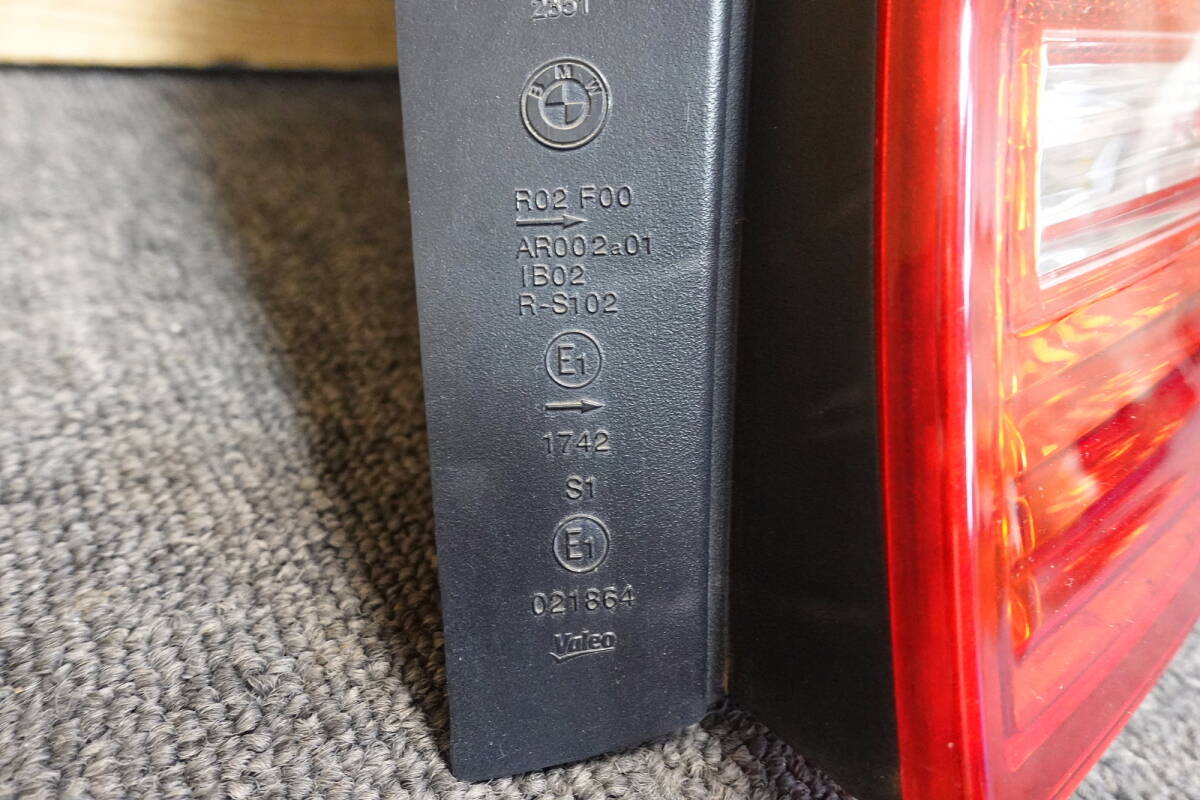 BMW
R02 F00
AR002a01
IB02
R-S102
E1
1742
S1
E1
021864
Valeo